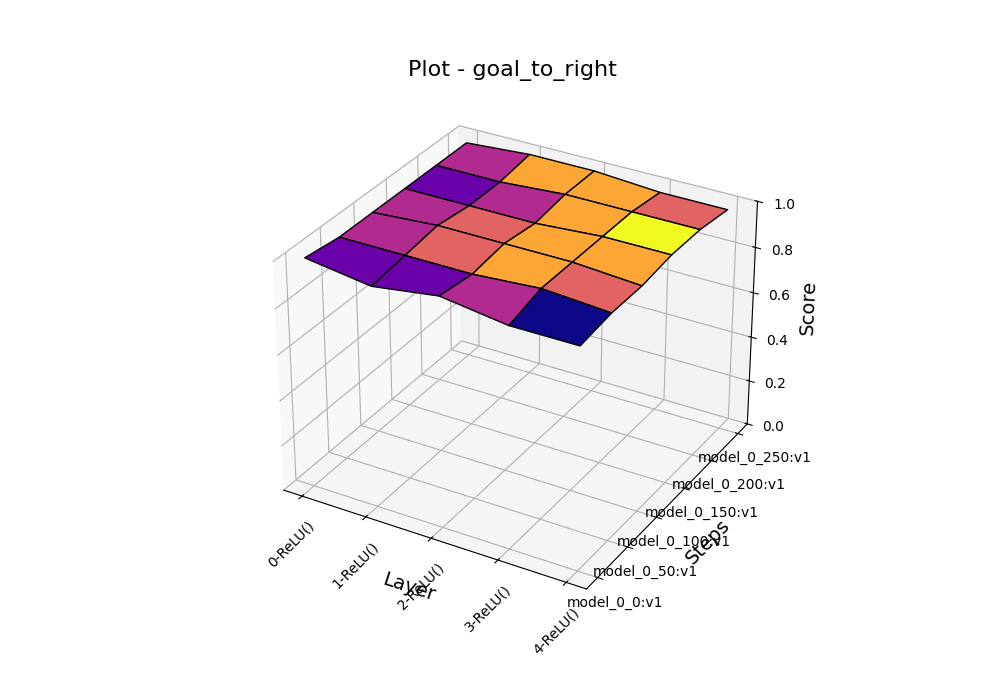 Plot - goal_to_right
1.0
0.8
0.6
0.4
0.2
0.0
Score
model_0_250:v1
model_0_200:v1
model_0_150:v1
model_0_100:v1
model_0_50:v1
model_0_0:v1
Steps
0-ReLU()
1-ReLU()
2-ReLU()
3-ReLU()
4-ReLU()
Layer